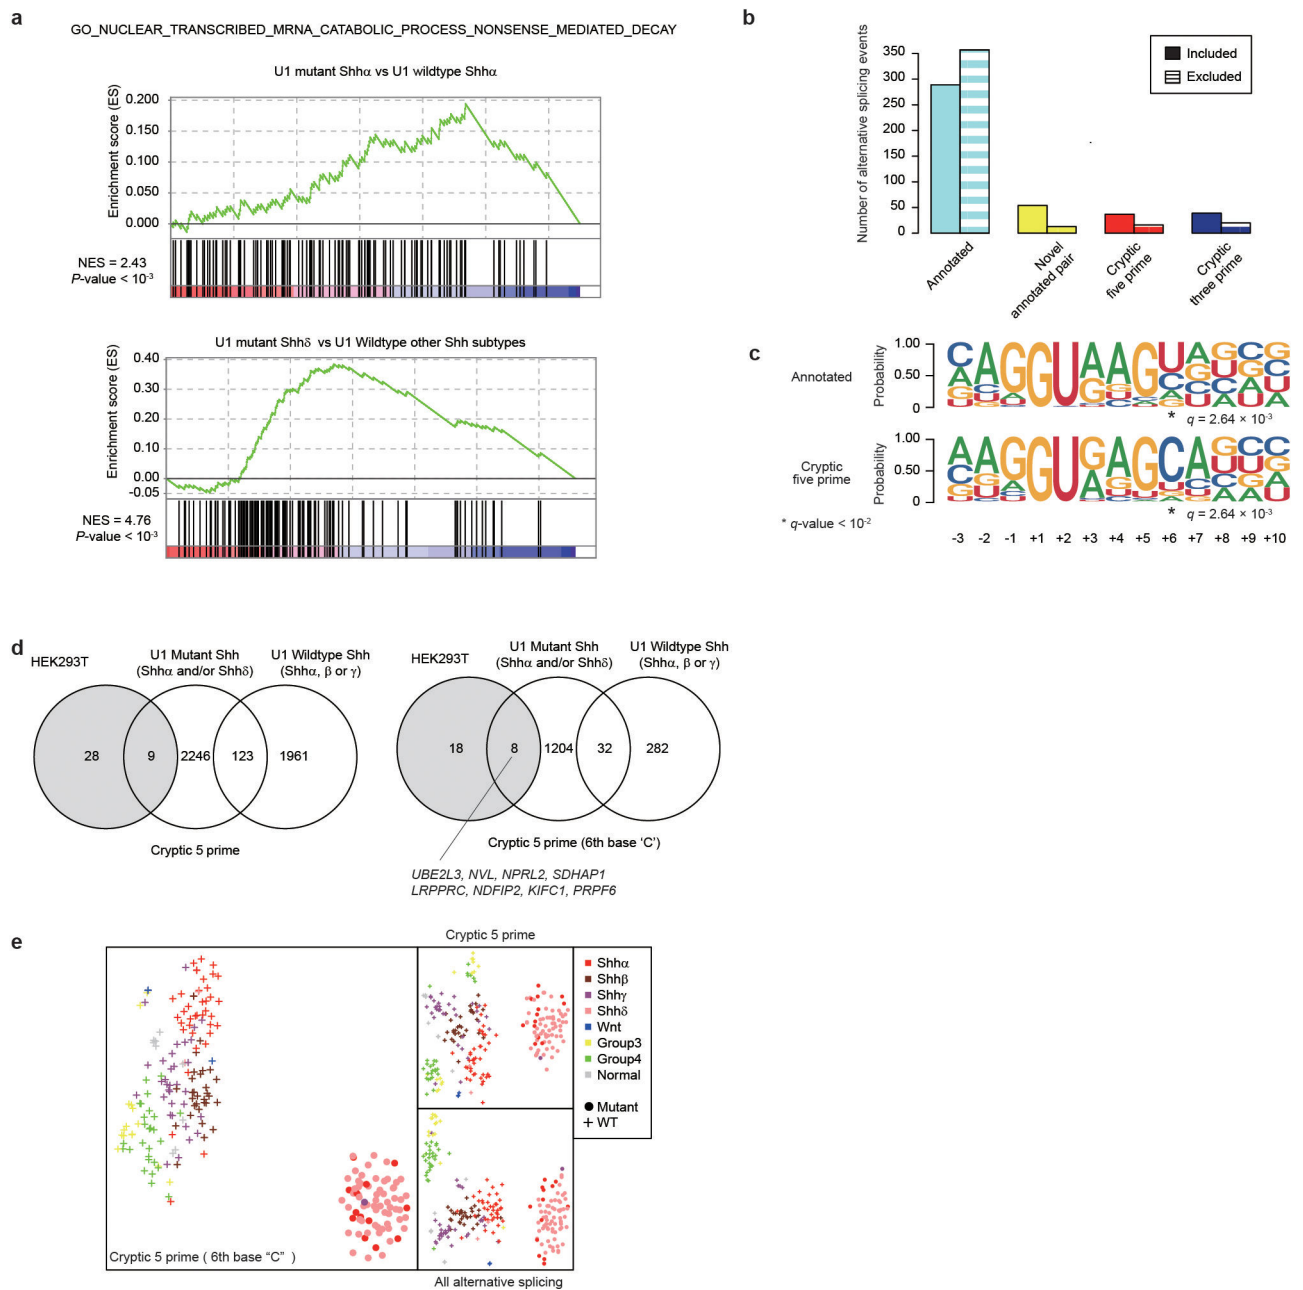 a
GO_NUCLEAR_TRANSCRIBED_MRNA_CATABOLIC_PROCESS_NONSENSE_MEDIATED_DECAY
U1 mutant Shhα vs U1 wildtype Shhα
Enrichment score (ES)
0.200
0.150
0.100
0.050
0.000
NES = 2.43
P-value < 10-3
U1 mutant Shhδ vs U1 Wildtype other Shh subtypes
Enrichment score (ES)
0.40
0.30
0.20
0.10
0.00
-0.05
NES = 4.76
P-value < 10-3
b
Number of alternative splicing events
350
300
250
200
150
100
50
0
Included
Excluded
Annotated
Novel
annotated pair
Cryptic
five prime
Cryptic
three prime
c
Annotated
Probability
1.00
0.50
0
CAGGUAAGUAGCG
* q = 2.64 × 10-3
Cryptic
five prime
Probability
1.00
0.50
0
AAGGUGAGCACCC
* q = 2.64 × 10-3
* q-value < 10-2
-3 -2 -1 +1 +2 +3 +4 +5 +6 +7 +8 +9 +10
d
HEK293T
U1 Mutant Shh
(Shhα and/or Shhδ)
U1 Wildtype Shh
(Shhα, β or γ)
28 9 2246 123 1961
Cryptic 5 prime
HEK293T
U1 Mutant Shh
(Shhα and/or Shhδ)
U1 Wildtype Shh
(Shhα, β or γ)
18 8 1204 32 282
Cryptic 5 prime (6th base ‘C’)
UBE2L3, NVL, NPRL2, SDHAP1
LRPPRC, NDFIP2, KIFC1, PRPF6
e
Cryptic 5 prime ( 6th base “C” )
Cryptic 5 prime
All alternative splicing
Shhα
Shhβ
Shhγ
Shhδ
Wnt
Group3
Group4
Normal
Mutant
WT